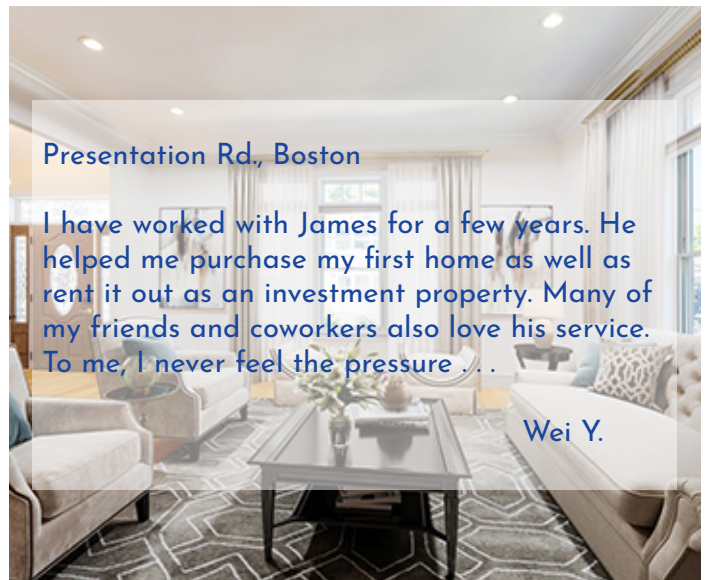 Presentation Rd., Boston
I have worked with James for a few years. He
helped me purchase my first home as well as
rent it out as an investment property. Many of
my friends and coworkers also love his service.
To me, I never feel the pressure . . .
Wei Y.